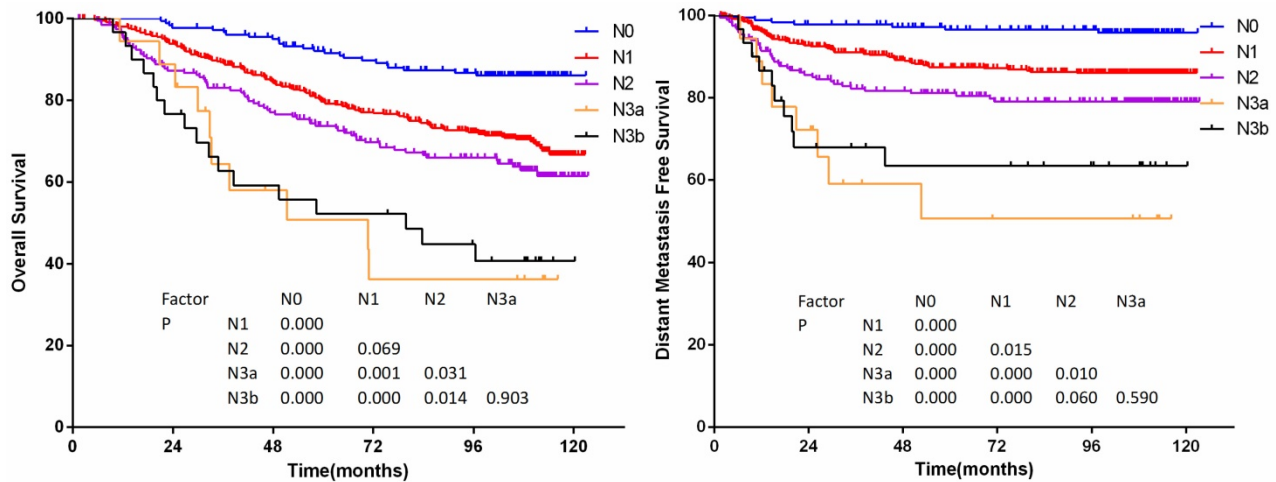 Overall Survival
100
80
60
40
20
0
0 24 48 72 96 120
Time(months)
N0
N1
N2
N3a
N3b
Factor N0 N1 N2 N3a
P N1 0.000
N2 0.000 0.069
N3a 0.000 0.001 0.031
N3b 0.000 0.000 0.014 0.903
Distant Metastasis Free Survival
100
80
60
40
20
0
0 24 48 72 96 120
Time(months)
N0
N1
N2
N3a
N3b
Factor N0 N1 N2 N3a
P N1 0.000
N2 0.000 0.015
N3a 0.000 0.000 0.010
N3b 0.000 0.000 0.060 0.590